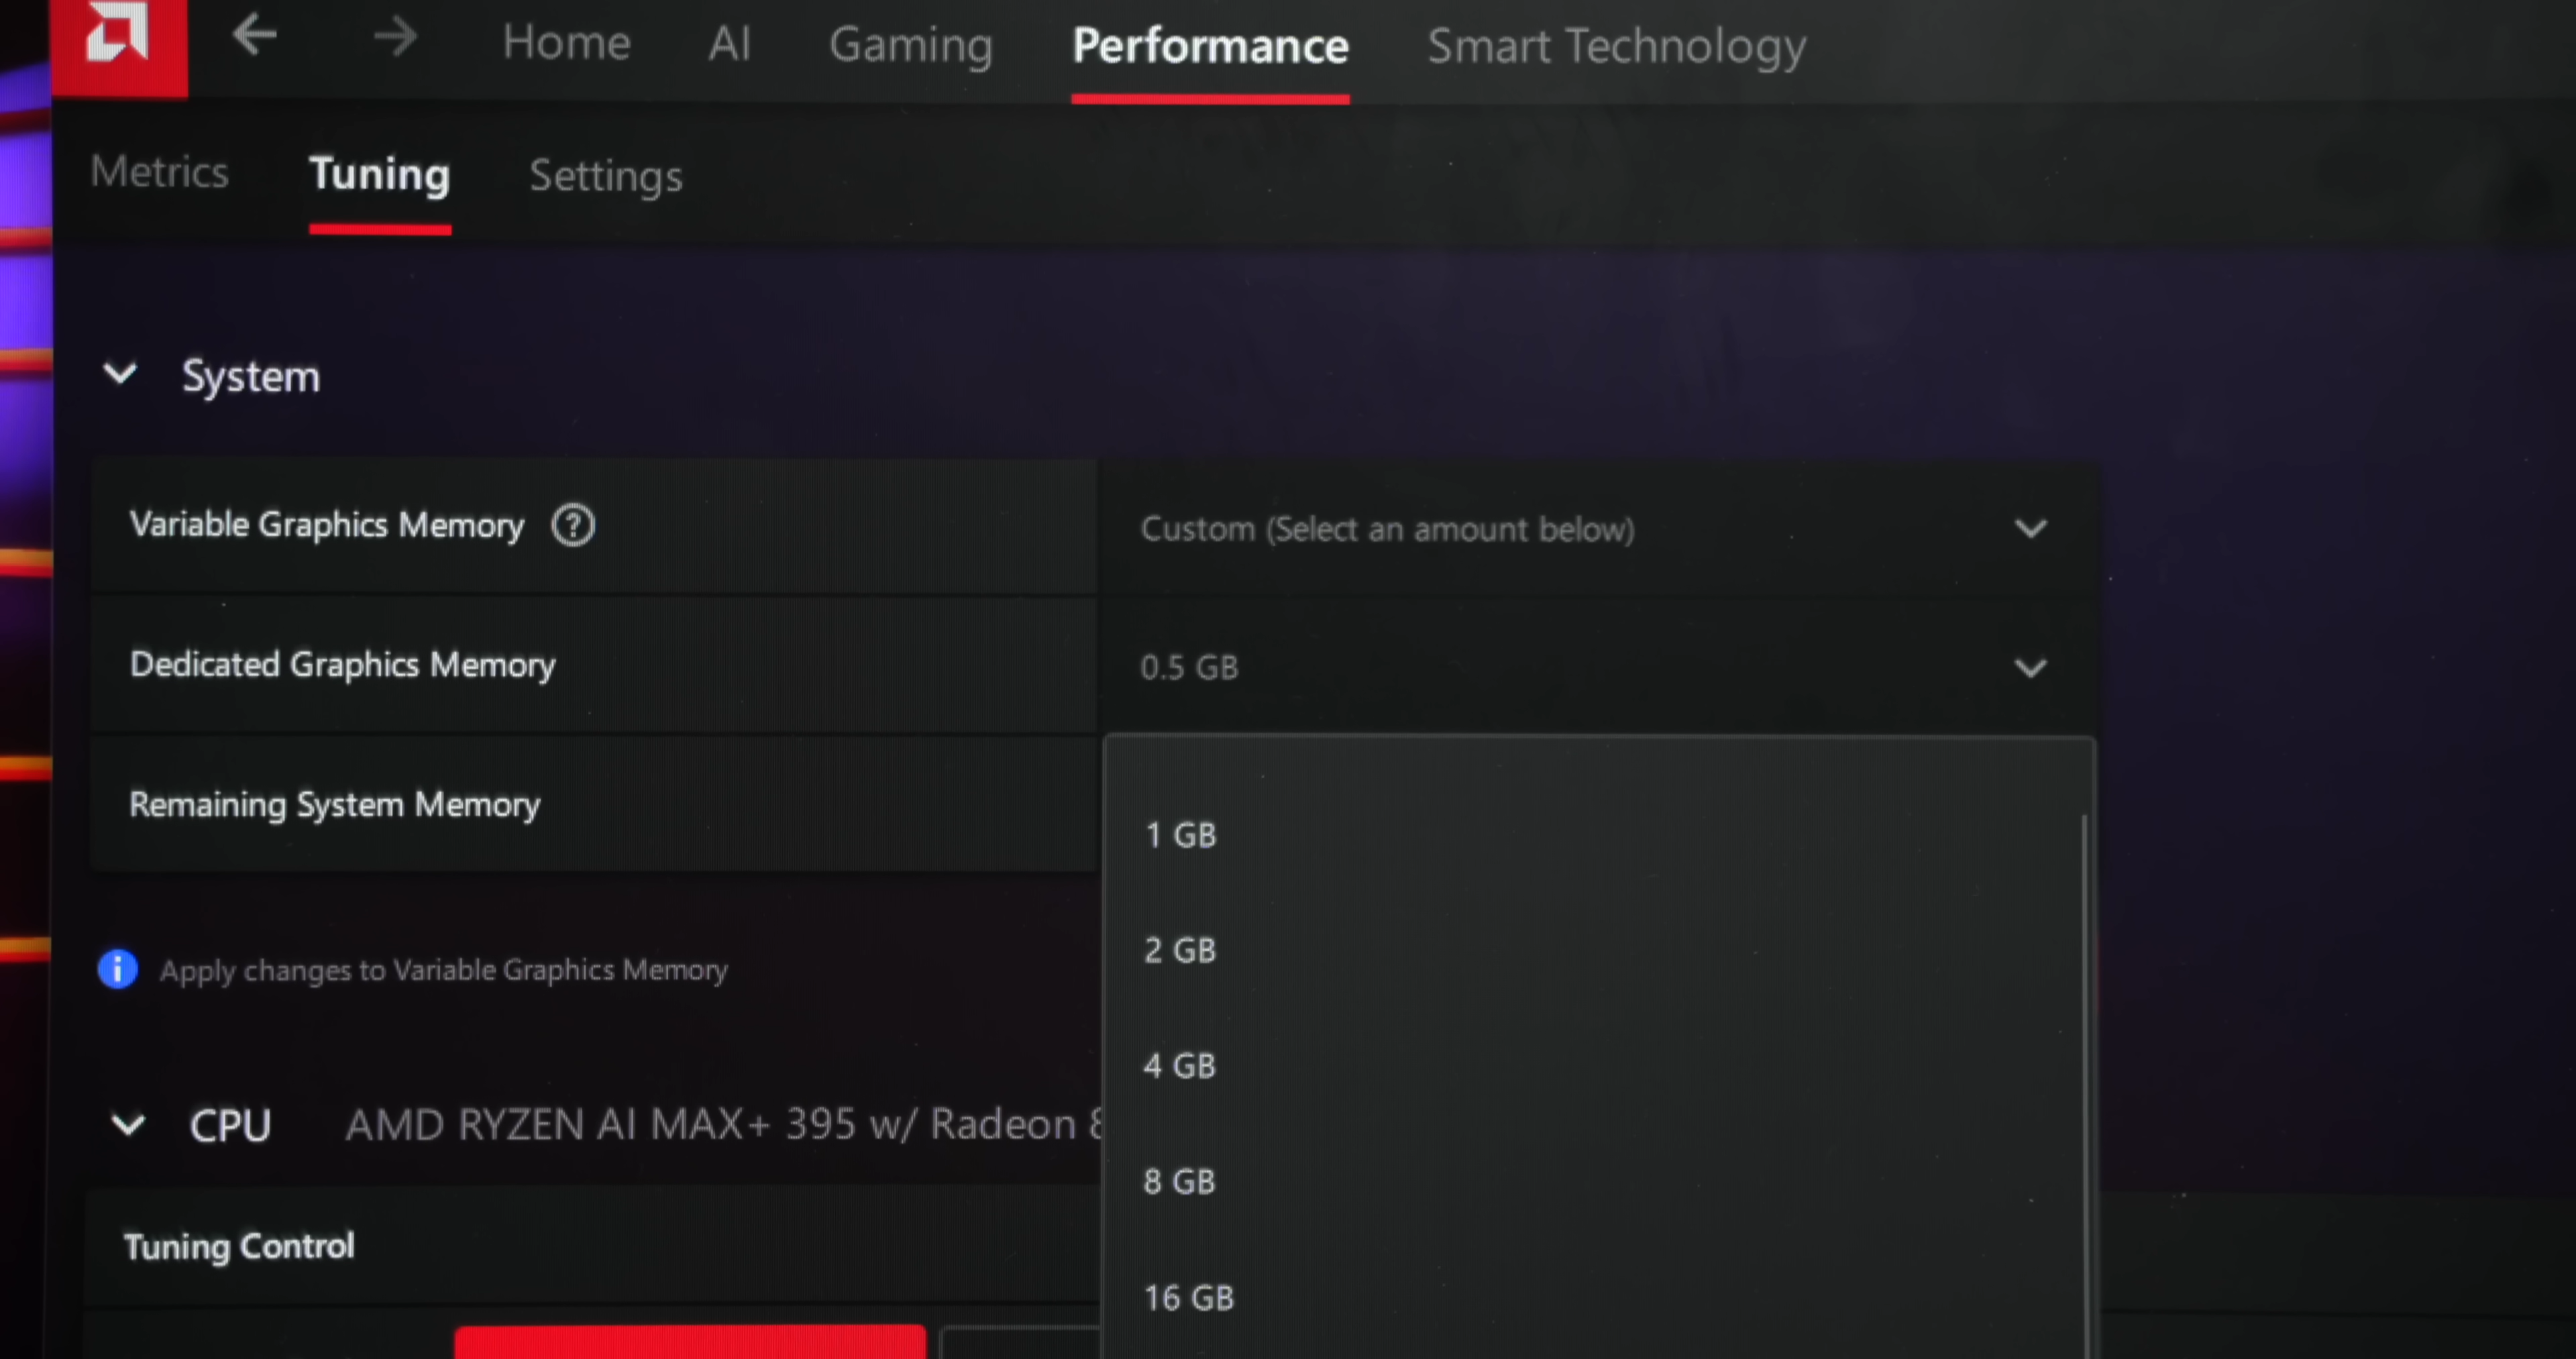 Home AI Gaming Performance Smart Technology
Metrics Tuning Settings
System
Variable Graphics Memory ? Custom (Select an amount below)
Dedicated Graphics Memory 0.5 GB
Remaining System Memory
1 GB
2 GB
4 GB
8 GB
16 GB
i Apply changes to Variable Graphics Memory
CPU AMD RYZEN AI MAX+ 395 w/ Radeon
Tuning Control